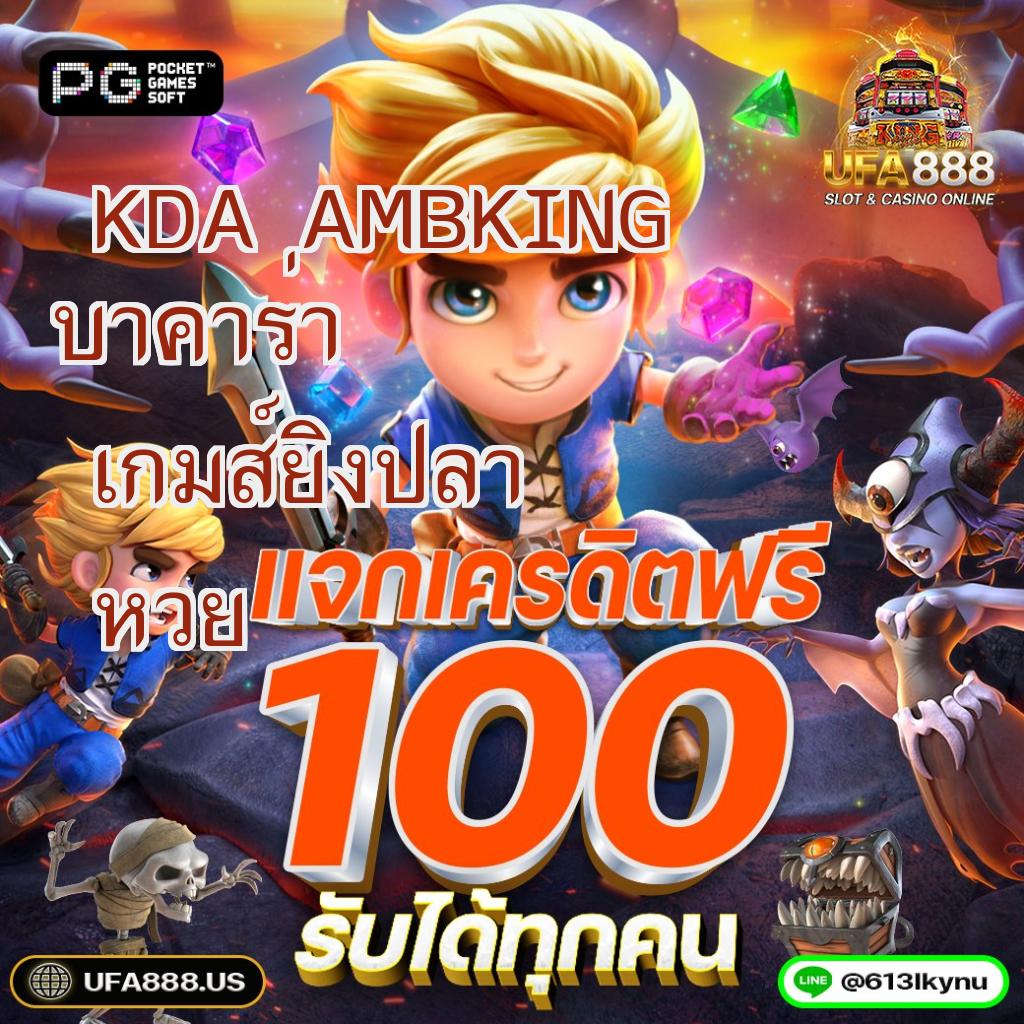 PG POCKET GAMES SOFT™
UFA888
SLOT & CASINO ONLINE
KDA AMBKING
บาคาร่า
เกมส์ยิงปลา
หวย
แจกเครดิตฟรี
100
รับได้ทุกคน
UFA888.US
LINE @613lkynu